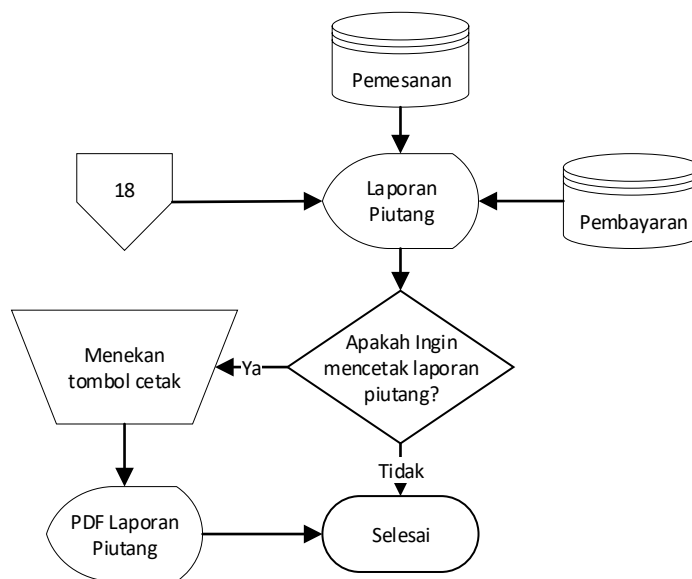 Pemesanan
18
Laporan
Piutang
Pembayaran
Apakah Ingin
mencetak laporan
piutang?
Ya
Menekan
tombol cetak
Tidak
PDF Laporan
Piutang
Selesai